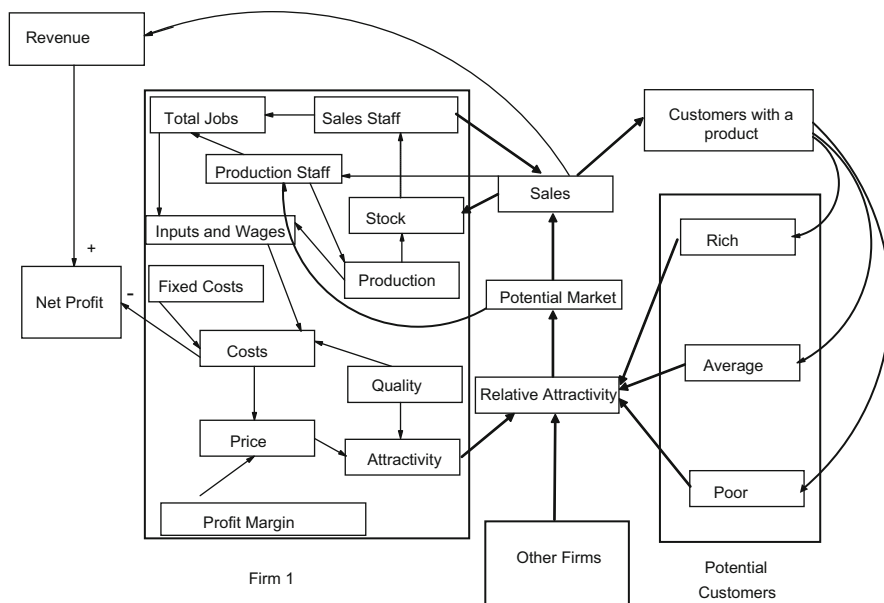 Revenue
Total Jobs
Sales Staff
Customers with a
product
Production Staff
Sales
Stock
Inputs and Wages
Rich
+
-
Net Profit
Fixed Costs
Production
Potential Market
Costs
Average
Quality
Relative Attractivity
Price
Attractivity
Poor
Profit Margin
Other Firms
Firm 1
Potential
Customers